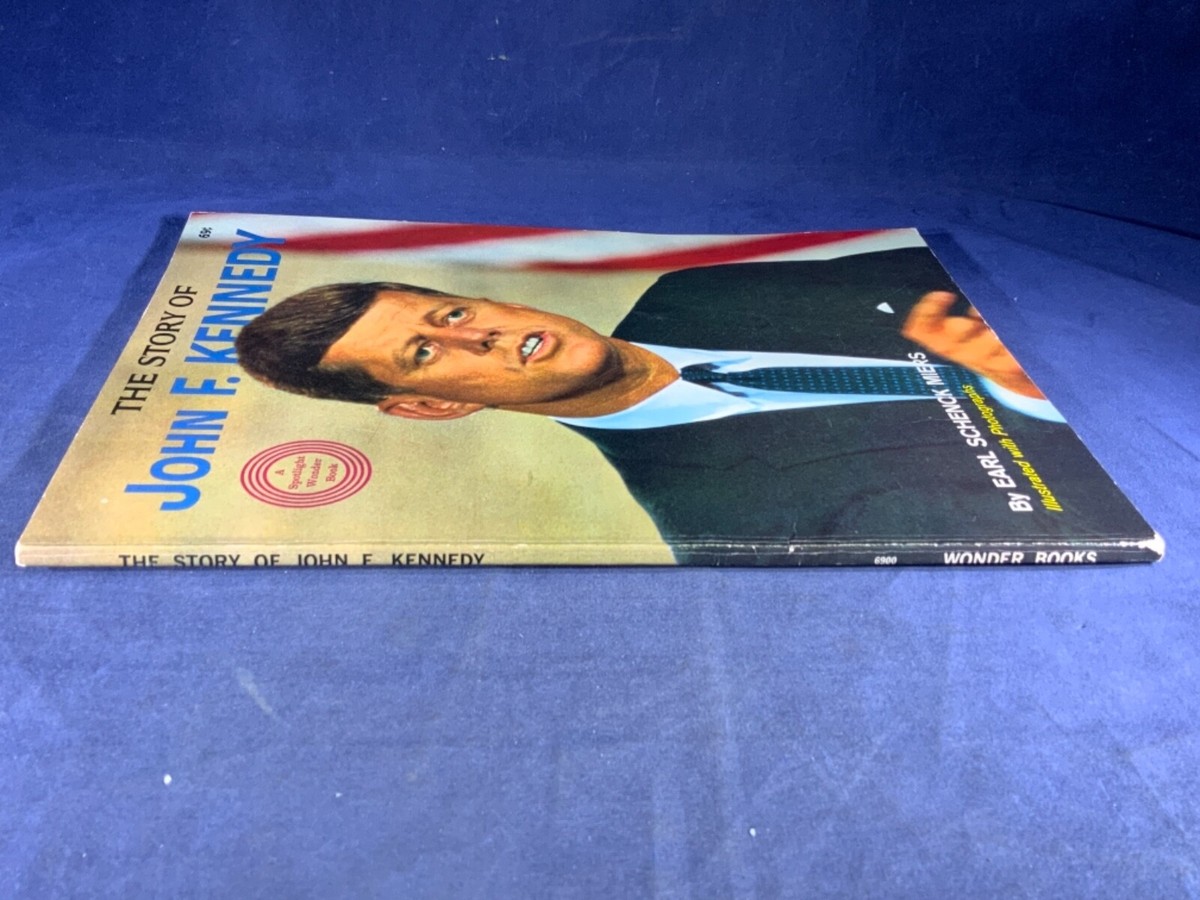 69¢
THE STORY OF
JOHN F. KENNEDY
A
Spotlight
Wonder
Book
By EARL SCHENCK MIERS
Illustrated with Photographs
THE STORY OF JOHN F. KENNEDY
6900
WONDER BOOKS